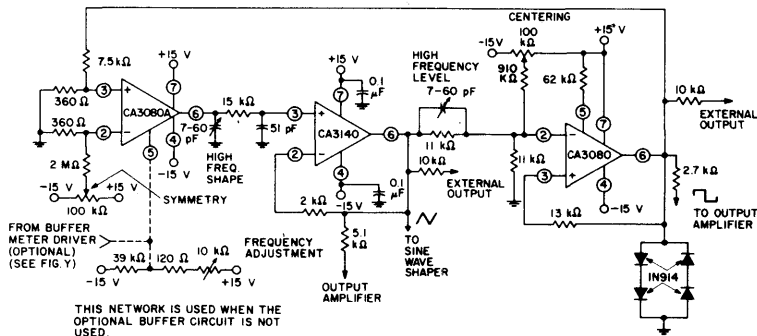 CENTERING
+15 V
-15 V
100
kΩ
+15 V
7.5 kΩ
+15 V
0.1
μF
HIGH
FREQUENCY
LEVEL
7-60 pF
910
KΩ
62 kΩ
10 kΩ
EXTERNAL
OUTPUT
360 Ω
3
+
7
CA3080A
6
15 kΩ
3
+
7
CA3140
6
11 kΩ
2
-
5
7
CA3080
6
360 Ω
2
-
4
5
7-60
pF
51 pF
2
-
4
10kΩ
EXTERNAL
OUTPUT
11 kΩ
3
+
4
-15 V
2.7 kΩ
TO OUTPUT
AMPLIFIER
2 MΩ
-15 V
HIGH
FREQ.
SHAPE
0.1
μF
-15 V
-15 V
+15 V
SYMMETRY
100 kΩ
2 kΩ
13 kΩ
FROM BUFFER
METER DRIVER
(OPTIONAL)
(SEE FIG.Y)
FREQUENCY
ADJUSTMENT
5.1
kΩ
TO
SINE
WAVE
SHAPER
1N914
39 kΩ
120 Ω
10 kΩ
-15 V
+15 V
OUTPUT
AMPLIFIER
THIS NETWORK IS USED WHEN THE
OPTIONAL BUFFER CIRCUIT IS NOT
USED.